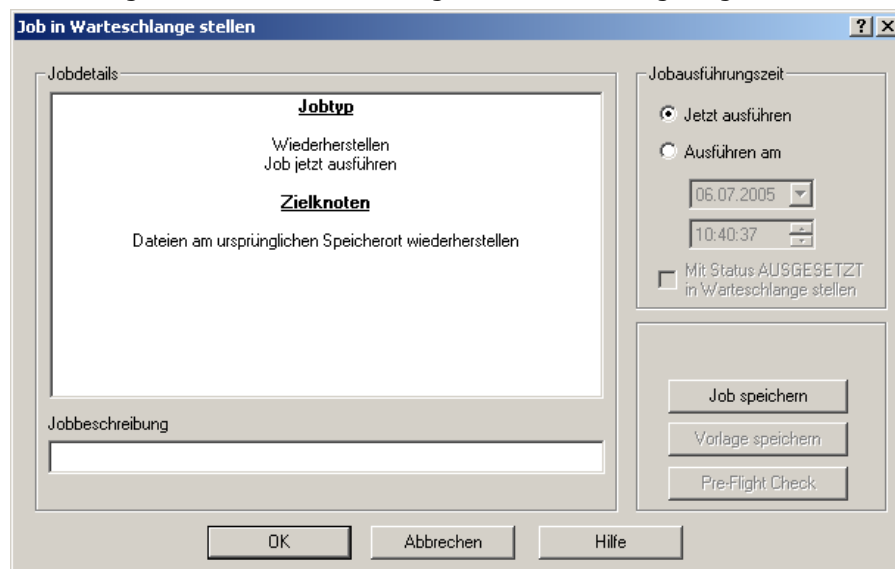 Job in Warteschlange stellen
Jobdetails
Jobtyp
Wiederherstellen
Job jetzt ausführen
Zielknoten
Dateien am ursprünglichen Speicherort wiederherstellen
Jobbeschreibung
Jobausführungszeit
Jetzt ausführen
Ausführen am
06.07.2005
10:40:37
Mit Status AUSGESETZT
in Warteschlange stellen
Job speichern
Vorlage speichern
Pre-Flight Check
OK
Abbrechen
Hilfe